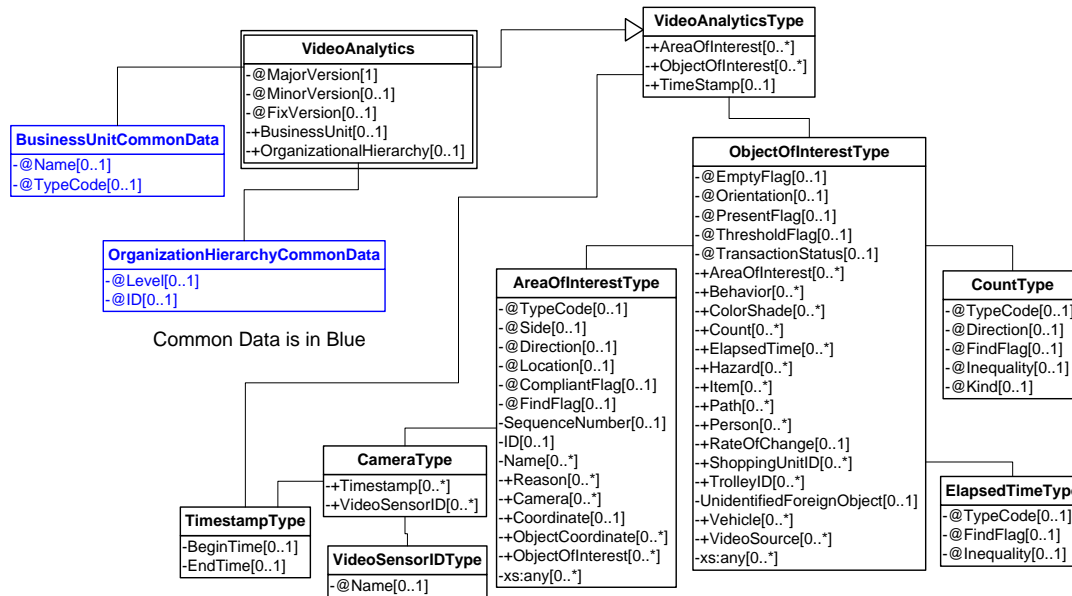 VideoAnalyticsType
-+AreaOfInterest[0..*]
-+ObjectOfInterest[0..*]
-+TimeStamp[0..1]
VideoAnalytics
-@MajorVersion[1]
-@MinorVersion[0..1]
-@FixVersion[0..1]
-+BusinessUnit[0..1]
-+OrganizationalHierarchy[0..1]
BusinessUnitCommonData
-@Name[0..1]
-@TypeCode[0..1]
OrganizationHierarchyCommonData
-@Level[0..1]
-@ID[0..1]
Common Data is in Blue
ObjectOfInterestType
-@EmptyFlag[0..1]
-@Orientation[0..1]
-@PresentFlag[0..1]
-@ThresholdFlag[0..1]
-@TransactionStatus[0..1]
-+AreaOfInterest[0..*]
-+Behavior[0..*]
-+ColorShade[0..*]
-+Count[0..*]
-+ElapsedTime[0..*]
-+Hazard[0..*]
-+Item[0..*]
-+Path[0..*]
-+Person[0..*]
-+RateOfChange[0..1]
-+ShoppingUnitID[0..*]
-+TrolleyID[0..*]
-UnidentifiedForeignObject[0..1]
-+Vehicle[0..*]
-+VideoSource[0..*]
-xs:any[0..*]
AreaOfInterestType
-@TypeCode[0..1]
-@Side[0..1]
-@Direction[0..1]
-@Location[0..1]
-@CompliantFlag[0..1]
-@FindFlag[0..1]
-SequenceNumber[0..1]
-ID[0..1]
-Name[0..*]
-+Reason[0..*]
-+Camera[0..*]
-+Coordinate[0..1]
-+ObjectCoordinate[0..*]
-+ObjectOfInterest[0..*]
-xs:any[0..*]
CountType
-@TypeCode[0..1]
-@Direction[0..1]
-@FindFlag[0..1]
-@Inequality[0..1]
-@Kind[0..1]
CameraType
-+Timestamp[0..*]
-+VideoSensorID[0..*]
TimestampType
-BeginTime[0..1]
-EndTime[0..1]
VideoSensorIDType
-@Name[0..1]
ElapsedTimeType
-@TypeCode[0..1]
-@FindFlag[0..1]
-@Inequality[0..1]